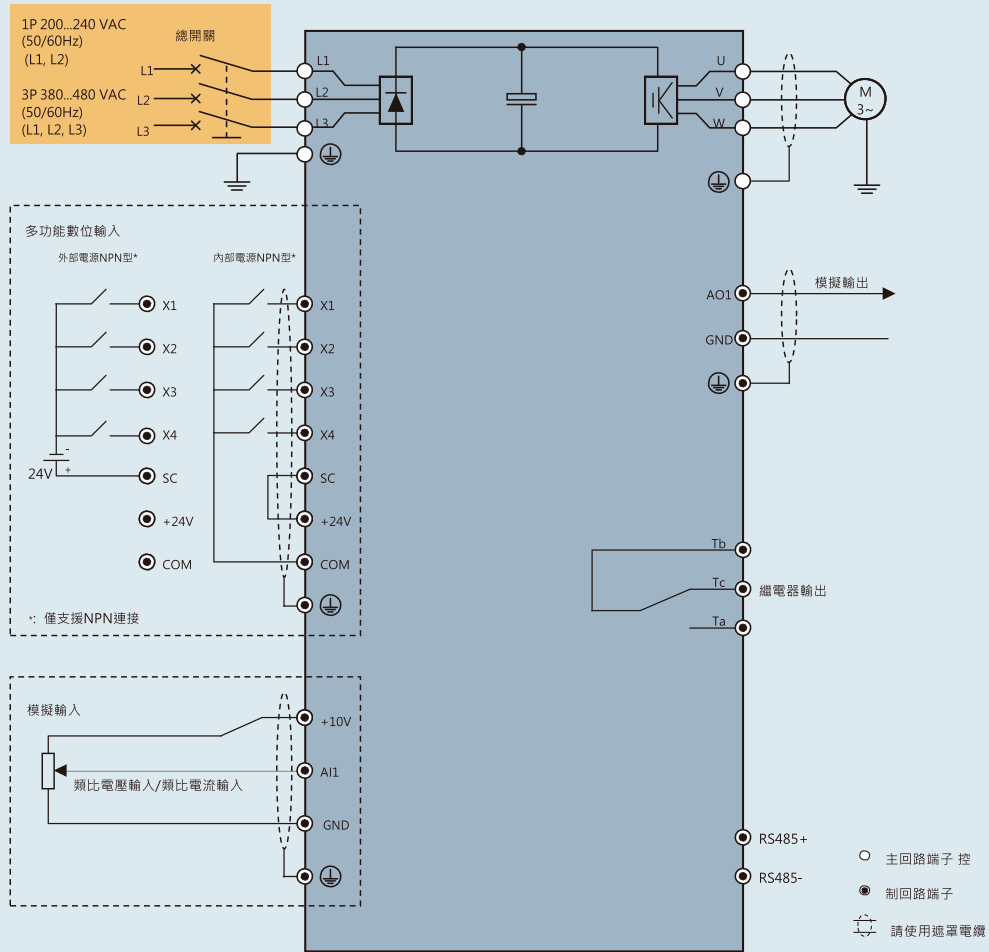 1P 200...240 VAC
(50/60Hz)
(L1, L2)
3P 380...480 VAC
(50/60Hz)
(L1, L2, L3)
總開關
L1
L2
L3
L1
L2
L3
U
V
W
M
3~
多功能數位輸入
外部電源NPN型*
內部電源NPN型*
X1
X2
X3
X4
- 
24V +
SC
+24V
COM
X1
X2
X3
X4
SC
+24V
COM
*: 僅支援NPN連接
模擬輸入
+10V
AI1
類比電壓輸入/類比電流輸入
GND
AO1
模擬輸出
GND
Tb
Tc
繼電器輸出
Ta
RS485+
RS485-
主回路端子 控
制回路端子
請使用遮罩電纜